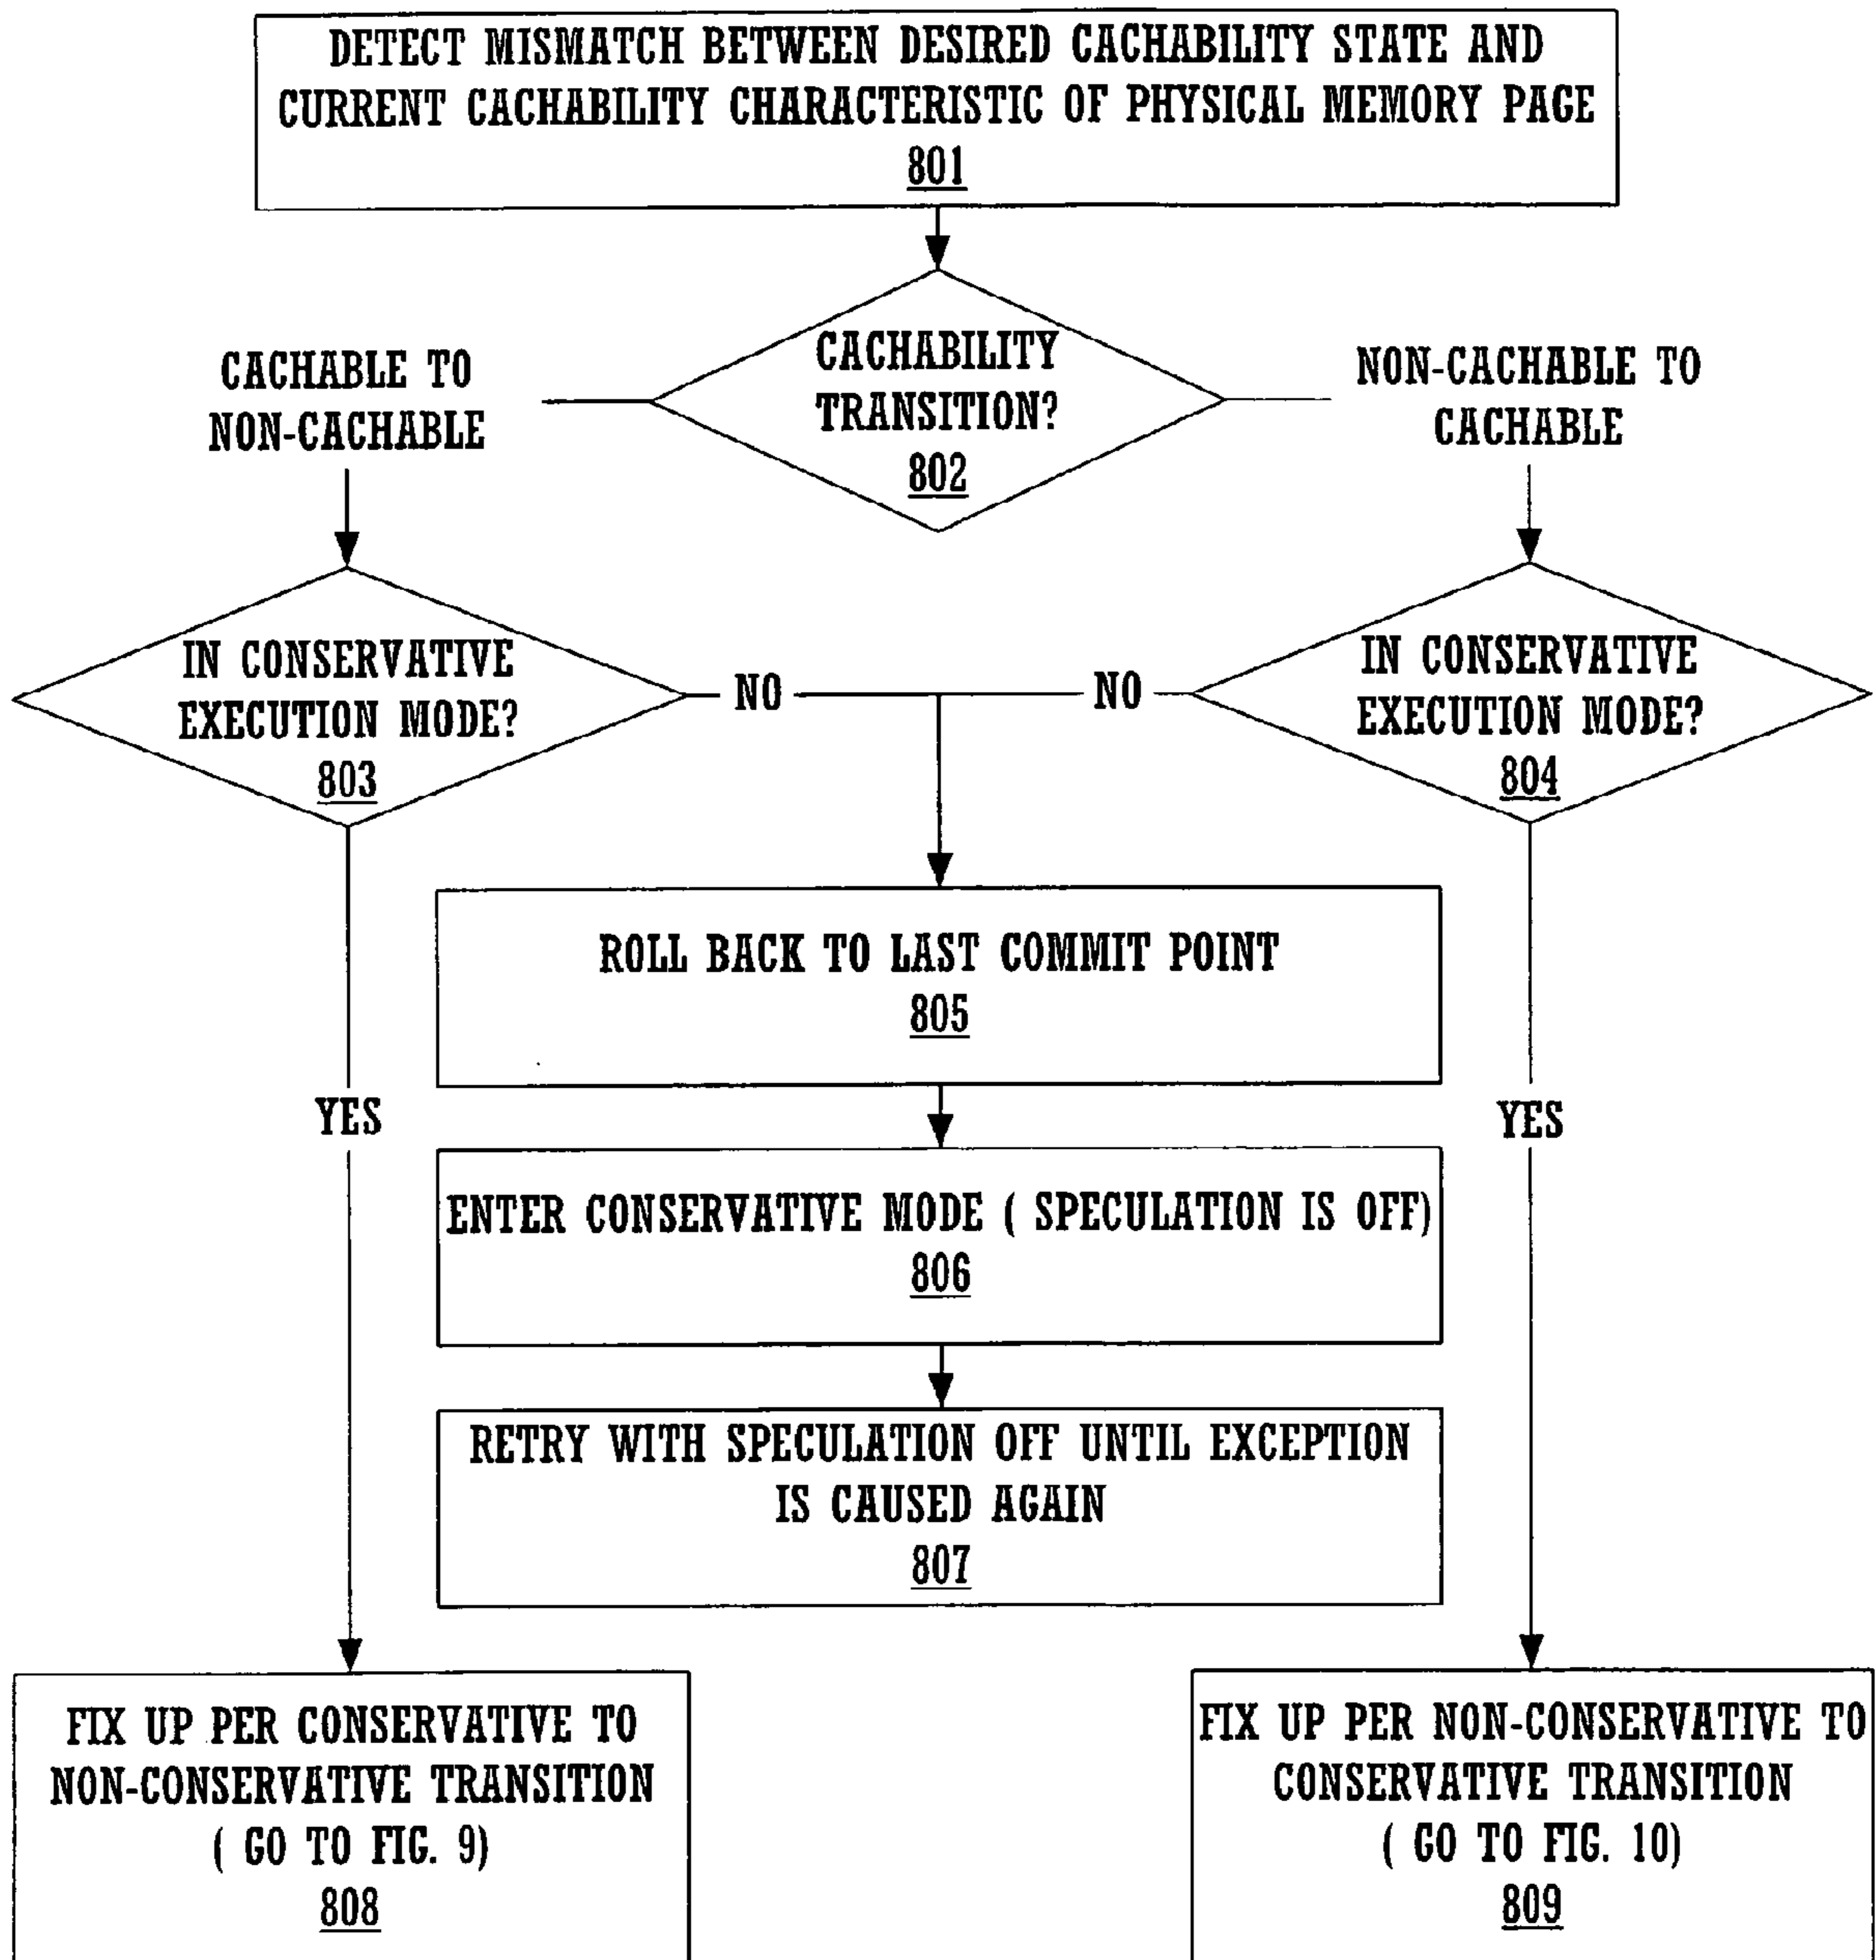 DETECT MISMATCH BETWEEN DESIRED CACHABILITY STATE AND
CURRENT CACHABILITY CHARACTERISTIC OF PHYSICAL MEMORY PAGE
801
CACHABILITY
TRANSITION?
802
CACHABLE TO
NON-CACHABLE
NON-CACHABLE TO
CACHABLE
IN CONSERVATIVE
EXECUTION MODE?
803
NO
NO
IN CONSERVATIVE
EXECUTION MODE?
804
ROLL BACK TO LAST COMMIT POINT
805
YES
YES
ENTER CONSERVATIVE MODE ( SPECULATION IS OFF)
806
RETRY WITH SPECULATION OFF UNTIL EXCEPTION
IS CAUSED AGAIN
807
FIX UP PER CONSERVATIVE TO
NON-CONSERVATIVE TRANSITION
( GO TO FIG. 9)
808
FIX UP PER NON-CONSERVATIVE TO
CONSERVATIVE TRANSITION
( GO TO FIG. 10)
809